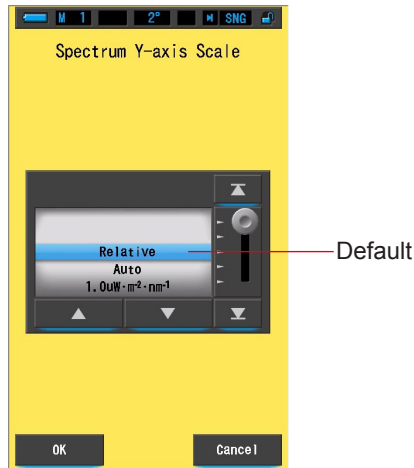 M 1 2° SNG
Spectrum Y-axis Scale
Relative
Default
Auto
1.0uW·m-2·nm-1
OK Cancel